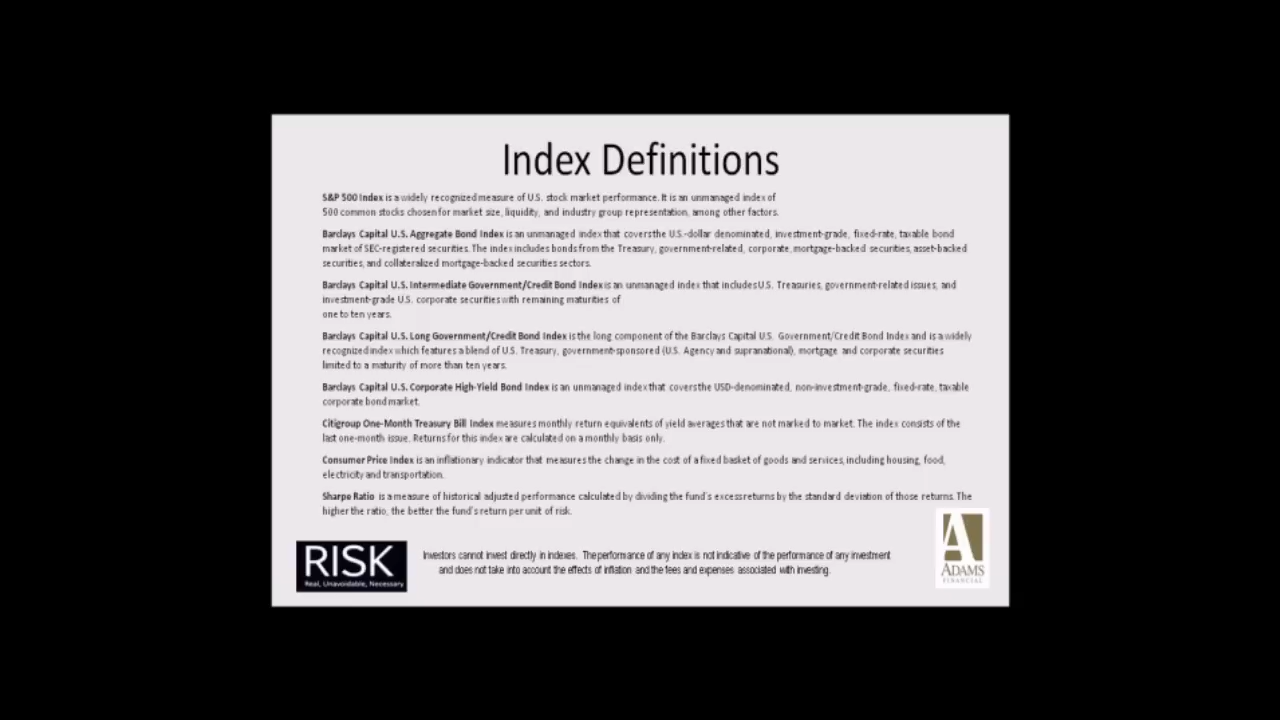 Index Definitions
S&P 500 Index is a widely recognized measure of U.S. stock market performance. It is an unmanaged index of
500 common stocks chosen for market size, liquidity, and industry group representation, among other factors.
Barclays Capital U.S. Aggregate Bond Index is an unmanaged index that covers the U.S.-dollar denominated, investment-grade, fixed-rate, taxable bond
market of SEC-registered securities. The index includes bonds from the Treasury, government-related, corporate, mortgage-backed securities, asset-backed
securities, and collateralized mortgage-backed securities sectors.
Barclays Capital U.S. Intermediate Government/Credit Bond Index is an unmanaged index that includes U.S. Treasuries, government-related issues, and
investment-grade U.S. corporate securities with remaining maturities of
one to ten years.
Barclays Capital U.S. Long Government/Credit Bond Index is the long component of the Barclays Capital U.S. Government/Credit Bond Index and is a widely
recognized index which features a blend of U.S. Treasury, government-sponsored (U.S. Agency and supranational), mortgage and corporate securities
limited to a maturity of more than ten years.
Barclays Capital U.S. Corporate High-Yield Bond Index is an unmanaged index that covers the USD-denominated, non-investment-grade, fixed-rate, taxable
corporate bond market.
Citigroup One-Month Treasury Bill Index measures monthly return equivalents of yield averages that are not marked to market. The index consists of the
last one-month issue. Returns for this index are calculated on a monthly basis only.
Consumer Price Index is an inflationary indicator that measures the change in the cost of a fixed basket of goods and services, including housing, food,
electricity and transportation.
Sharpe Ratio is a measure of historical adjusted performance calculated by dividing the fund's excess returns by the standard deviation of those returns. The
higher the ratio, the better the fund's return per unit of risk.
RISK
Real, Unavoidable, Necessary
Investors cannot invest directly in indexes. The performance of any index is not indicative of the performance of any investment
and does not take into account the effects of inflation and the fees and expenses associated with investing.
A
ADAMS
FINANCIAL